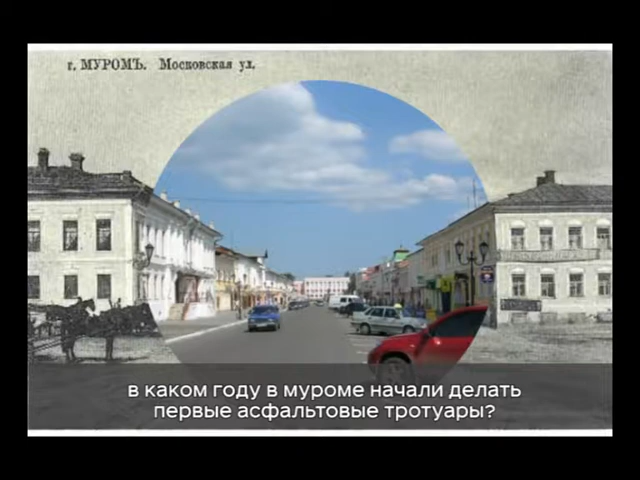 г. МУРОМЪ. Московская ул.
в каком году в муроме начали делать
первые асфальтовые тротуары?